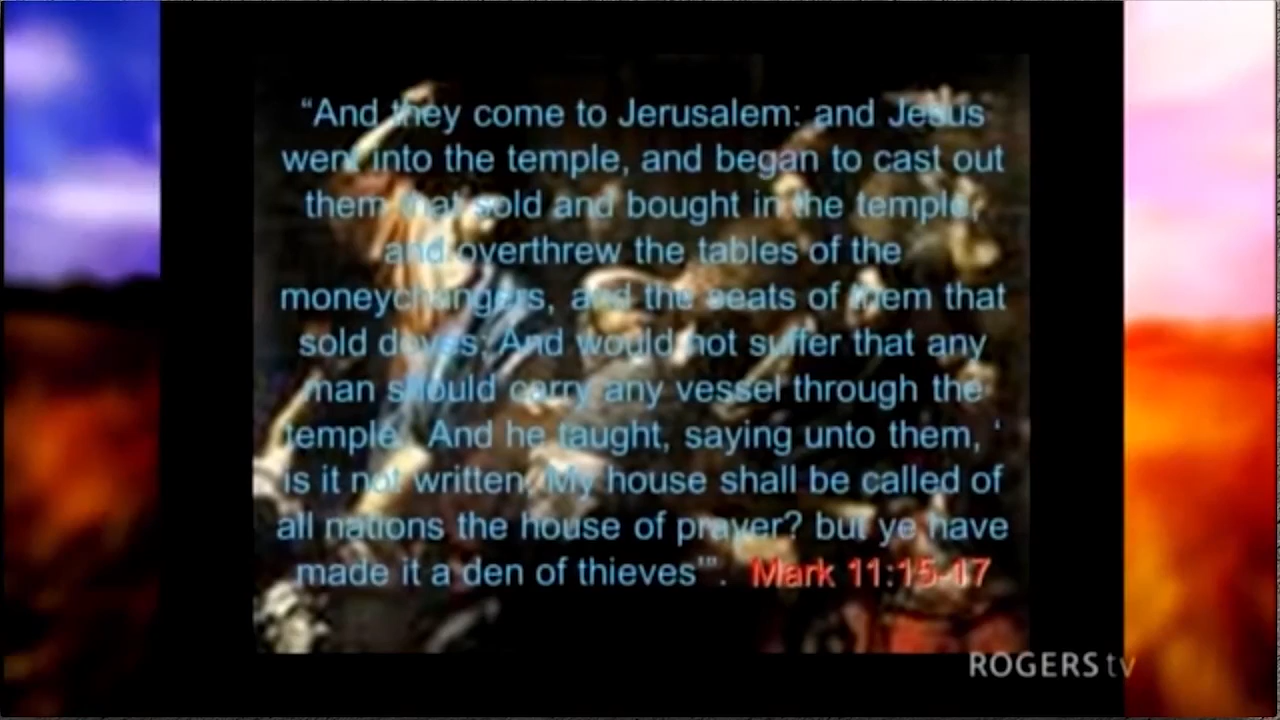 “And they come to Jerusalem: and Jesus
went into the temple, and began to cast out
them that sold and bought in the temple,
and overthrew the tables of the
moneychangers, and the seats of them that
sold doves; And would not suffer that any
man should carry any vessel through the
temple. And he taught, saying unto them, ‘
is it not written, My house shall be called of
all nations the house of prayer? but ye have
made it a den of thieves’”. Mark 11:15-17
ROGERS tv